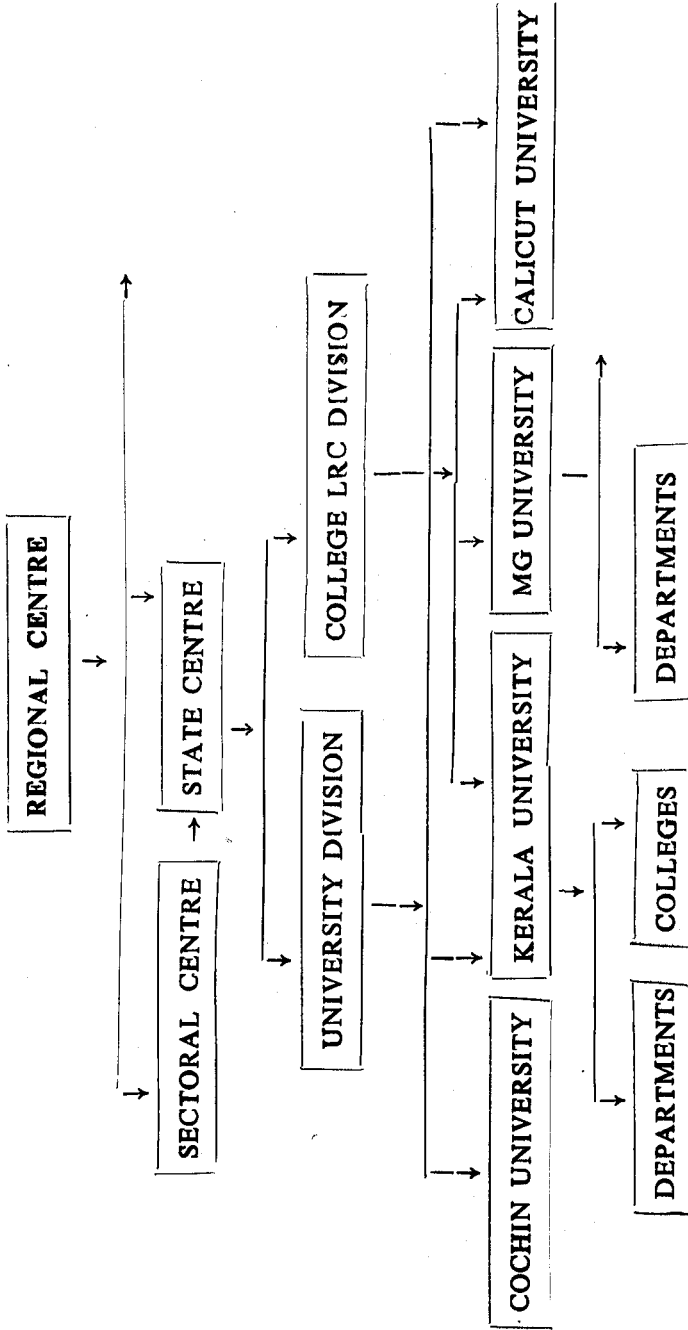 REGIONAL CENTRE
SECTORAL CENTRE
STATE CENTRE
UNIVERSITY DIVISION
COLLEGE LRC DIVISION
COCHIN UNIVERSITY
KERALA UNIVERSITY
MG UNIVERSITY
CALICUT UNIVERSITY
DEPARTMENTS
COLLEGES
DEPARTMENTS